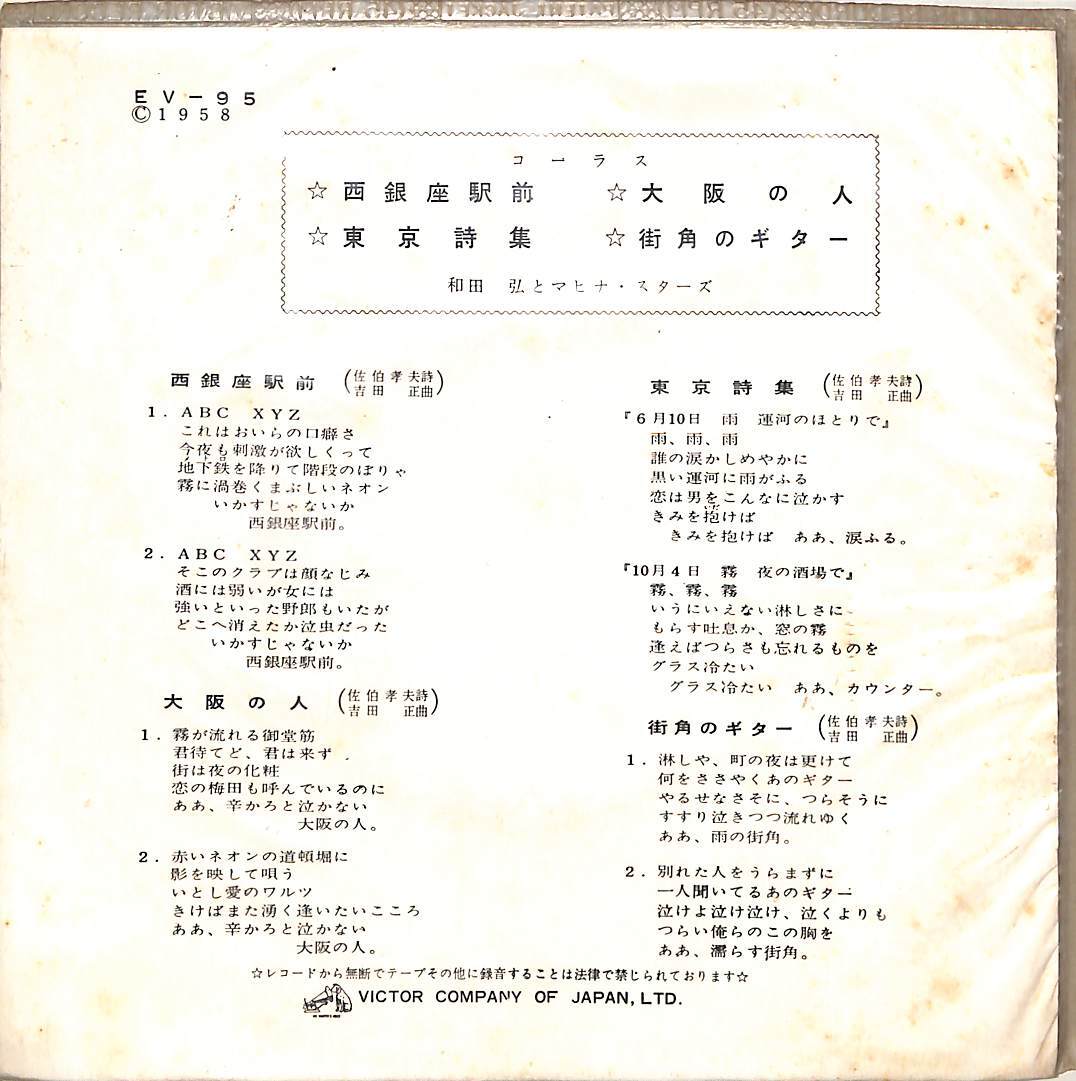 EV-95
©1958
コーラス
☆西銀座駅前 ☆大阪の人
☆東京詩集 ☆街角のギター
和田 弘とマヒナ・スターズ
西銀座駅前 (佐伯孝夫詩
吉田 正曲)
1. ABC XYZ
これはおいらの口癖さ
今夜も刺激が欲しくって
地下鉄を降りて階段のぼりゃ
霧に渦巻くまぶしいネオン
いかすじゃないか
西銀座駅前。
2. ABC XYZ
そこのクラブは顔なじみ
酒には弱いが女には
強いといった野郎もいたが
どこへ消えたか泣虫だった
いかすじゃないか
西銀座駅前。
大阪の人 (佐伯孝夫詩
吉田 正曲)
1. 霧が流れる御堂筋
君待てど、君は来ず
街は夜の化粧
恋の梅田も呼んでいるのに
ああ、辛かろと泣かない
大阪の人。
2. 赤いネオンの道頓堀に
影を映して唄う
いとし愛のワルツ
きけばまた湧く逢いたいこころ
ああ、辛かろと泣かない
大阪の人。
東京詩集 (佐伯孝夫詩
吉田 正曲)
『6月10日 雨 運河のほとりで』
雨、雨、雨
誰の涙かしめやかに
黒い運河に雨がふる
恋は男をこんなに泣かす
きみを抱けば
きみを抱けば ああ、涙ふる。
『10月4日 霧 夜の酒場で』
霧、霧、霧
いうにいえない淋しさに
もらす吐息か、窓の霧
逢えばつらさも忘れるものを
グラス冷たい
グラス冷たい ああ、カウンター。
街角のギター (佐伯孝夫詩
吉田 正曲)
1. 淋しや、町の夜は更けて
何をささやくあのギター
やるせなさそに、つらそうに
すすり泣きつつ流れゆく
ああ、雨の街角。
2. 別れた人をうらまずに
一人聞いてるあのギター
泣けよ泣け泣け、泣くよりも
つらい俺らのこの胸を
ああ、濡らす街角。
☆レコードから無断でテープその他に録音することは法律で禁じられております☆
VICTOR COMPANY OF JAPAN, LTD.